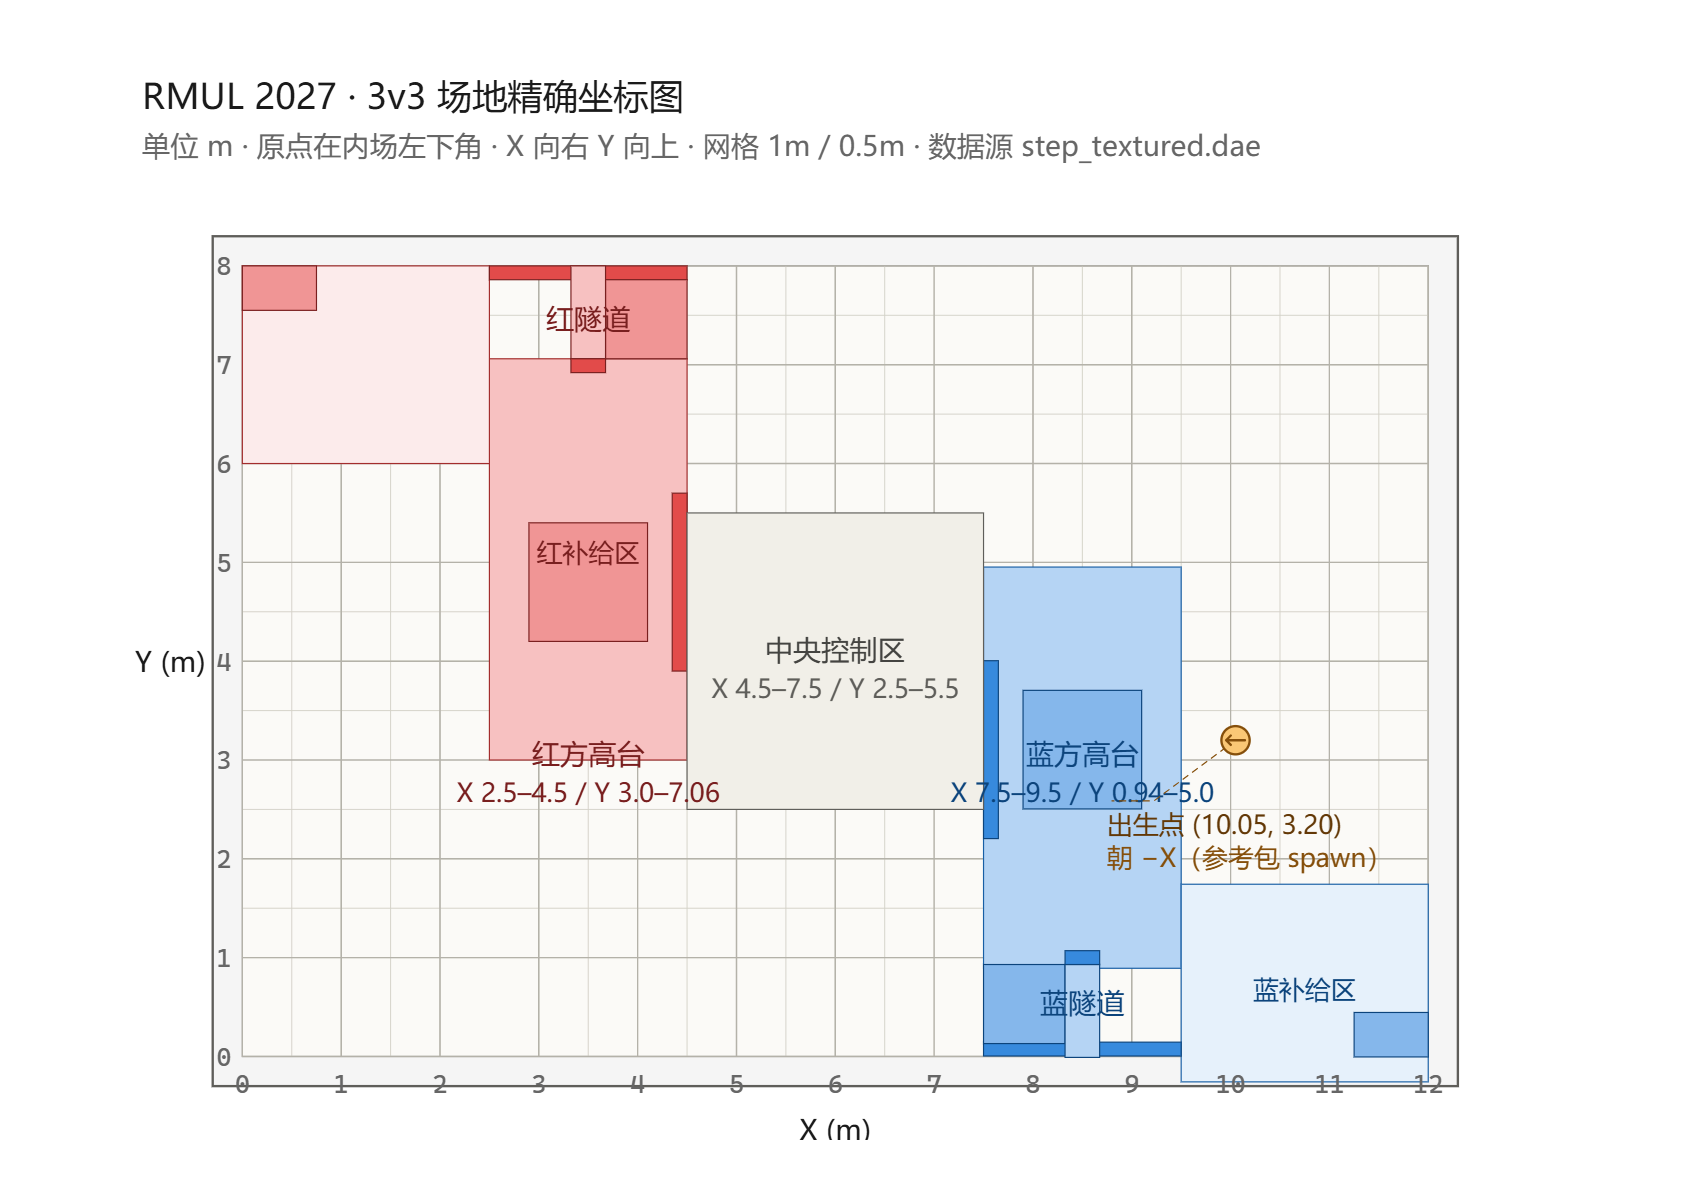 RMUL 2027 · 3v3 场地精确坐标图
单位 m · 原点在内场左下角 · X 向右 Y 向上 · 网格 1m / 0.5m · 数据源 step_textured.dae
8
红隧道
7
6
红补给区
5
中央控制区
Y (m)
4
X 4.5–7.5 / Y 2.5–5.5
红方高台
蓝方高台
3
X 2.5–4.5 / Y 3.0–7.06
X 7.5–9.5 / Y 0.94–5.0
出生点 (10.05, 3.20)
2
朝 −X（参考包 spawn）
1
蓝补给区
蓝隧道
0
0 1 2 3 4 5 6 7 8 9 10 11 12
X (m)